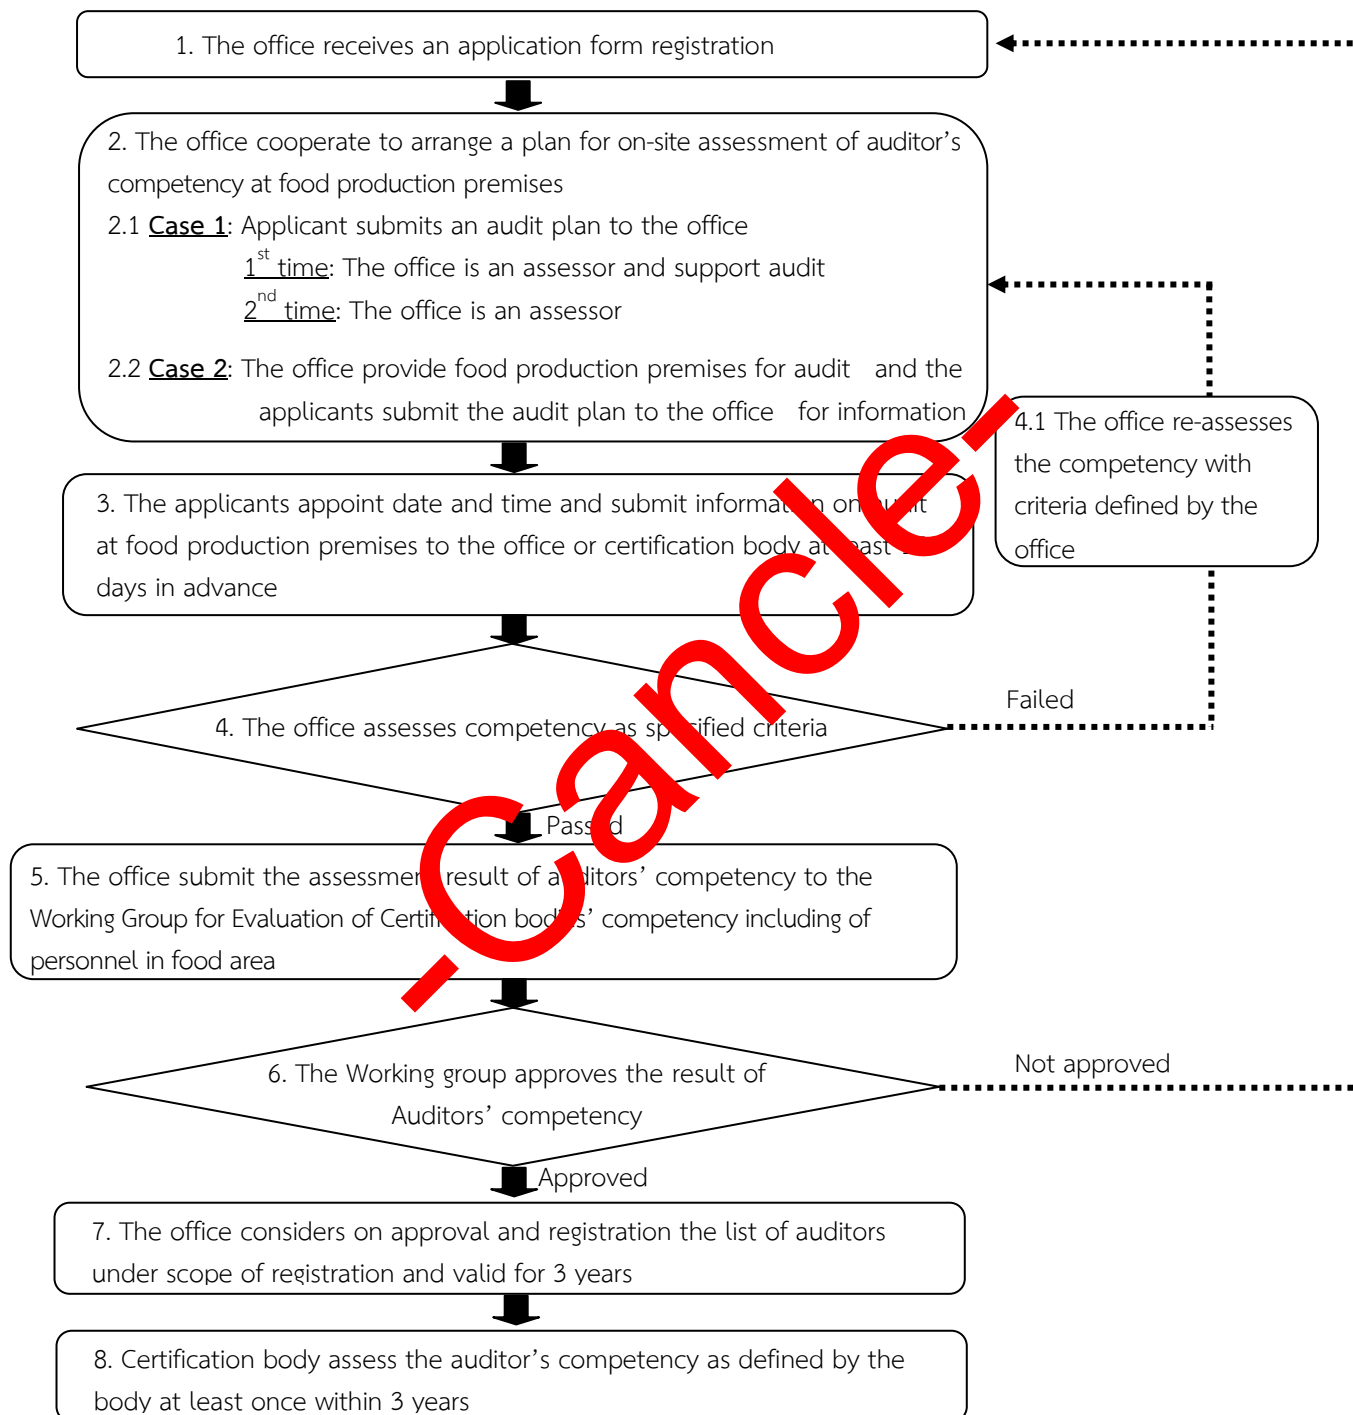 1. The office receives an application form registration
2. The office cooperate to arrange a plan for on-site assessment of auditor’s
competency at food production premises
2.1 Case 1: Applicant submits an audit plan to the office
1st time: The office is an assessor and support audit
2nd time: The office is an assessor
2.2 Case 2: The office provide food production premises for audit and the
applicants submit the audit plan to the office for information
4.1 The office re-assesses
the competency with
criteria defined by the
office
3. The applicants appoint date and time and submit information on audit
at food production premises to the office or certification body at least
days in advance
Failed
4. The office assesses competency as specified criteria
Passed
5. The office submit the assessment result of auditors’ competency to the
Working Group for Evaluation of Certification bodies’ competency including of
personnel in food area
6. The Working group approves the result of
Auditors’ competency
Not approved
Approved
7. The office considers on approval and registration the list of auditors
under scope of registration and valid for 3 years
8. Certification body assess the auditor’s competency as defined by the
body at least once within 3 years
-Cancle-